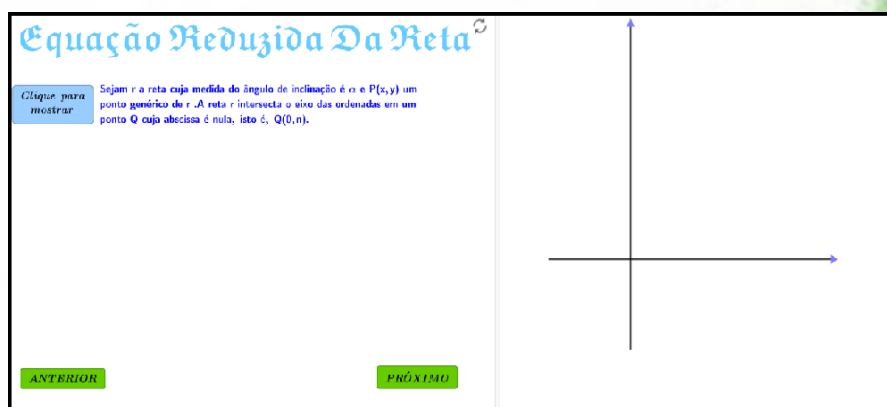 Equação Reduzida Da Reta
Clique para
mostrar
Sejam r a reta cuja medida do ângulo de inclinação é α e P(x,y) um
ponto genérico de r .A reta r intersecta o eixo das ordenadas em um
ponto Q cuja abscissa é nula, isto é, Q(0,n).
ANTERIOR
PRÓXIMO